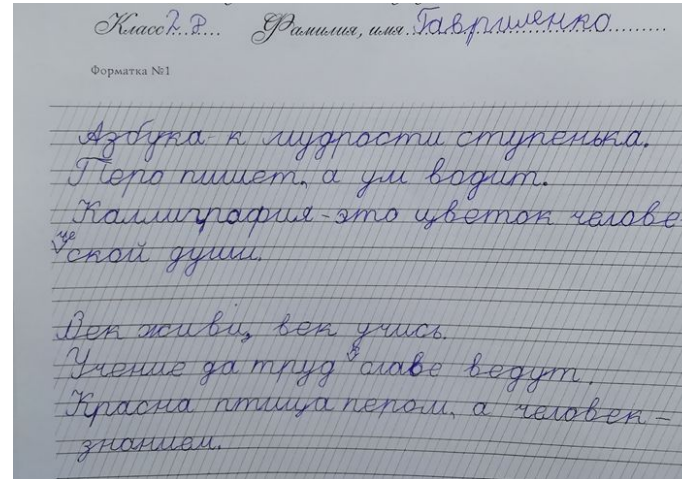 Класс 2 В Фамилия, имя Гавриленко
Форматка №1
Азбука - к мудрости ступенька.
Перо пишет, а ум водит.
Каллиграфия - это цветок челове
ческой души.
Век живи, век учись.
Учение да труд к славе ведут.
Красна птица пером, а человек -
знанием.